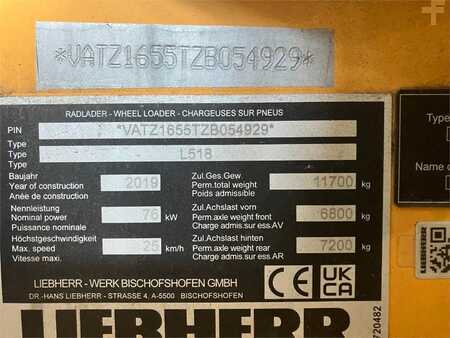 *VATZ1655TZB054929*
RADLADER - WHEEL LOADER - CHARGEUSES SUR PNEUS
PIN *VATZ1655TZB054929*
Type
Type L518
Type
Baujahr
Year of construction 2019
Anée de construction
Nennleistung
Nominal power 76 kW
Puissance nominale
Höchstgeschwindigkeit
Max. speed 25 km/h
Vitesse maxi.
Zul.Ges.Gew
Perm.total weight 11700 kg
Poids admissible
Zul.Achslast vorn
Perm.axle weight front 6800 kg
Charge admis.sur ess.AV
Zul.Achslast hinten
Perm.axle weight rear 7200 kg
Charge admis.sur ess.AR
LIEBHERR - WERK BISCHOFSHOFEN GMBH
DR.-HANS LIEBHERR - STRASSE 4, A-5500 BISCHOFSHOFEN
CE UK CA
LIEBHERR
720482
Type
Name o